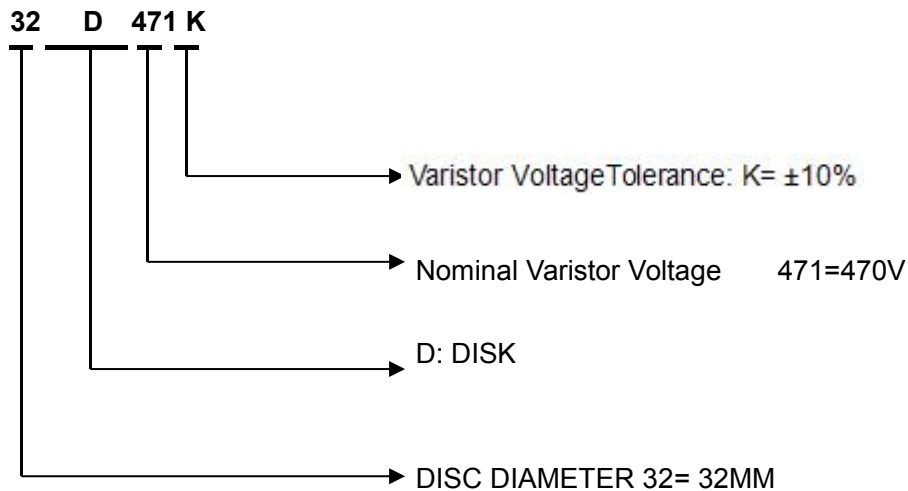 32 D 471 K
Varistor VoltageTolerance: K= ±10%
Nominal Varistor Voltage 471=470V
D: DISK
DISC DIAMETER 32= 32MM